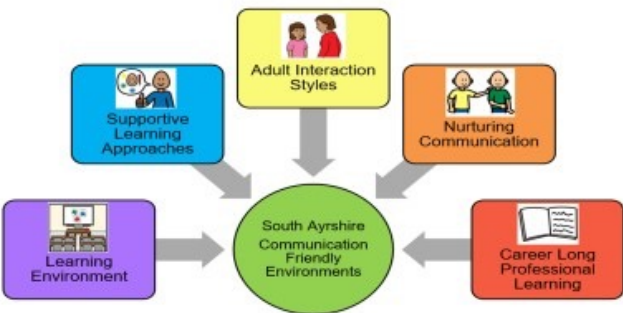 Adult Interaction
Styles
Supportive
Learning
Approaches
Nurturing
Communication
Learning
Environment
South Ayrshire
Communication
Friendly
Environments
Career Long
Professional
Learning